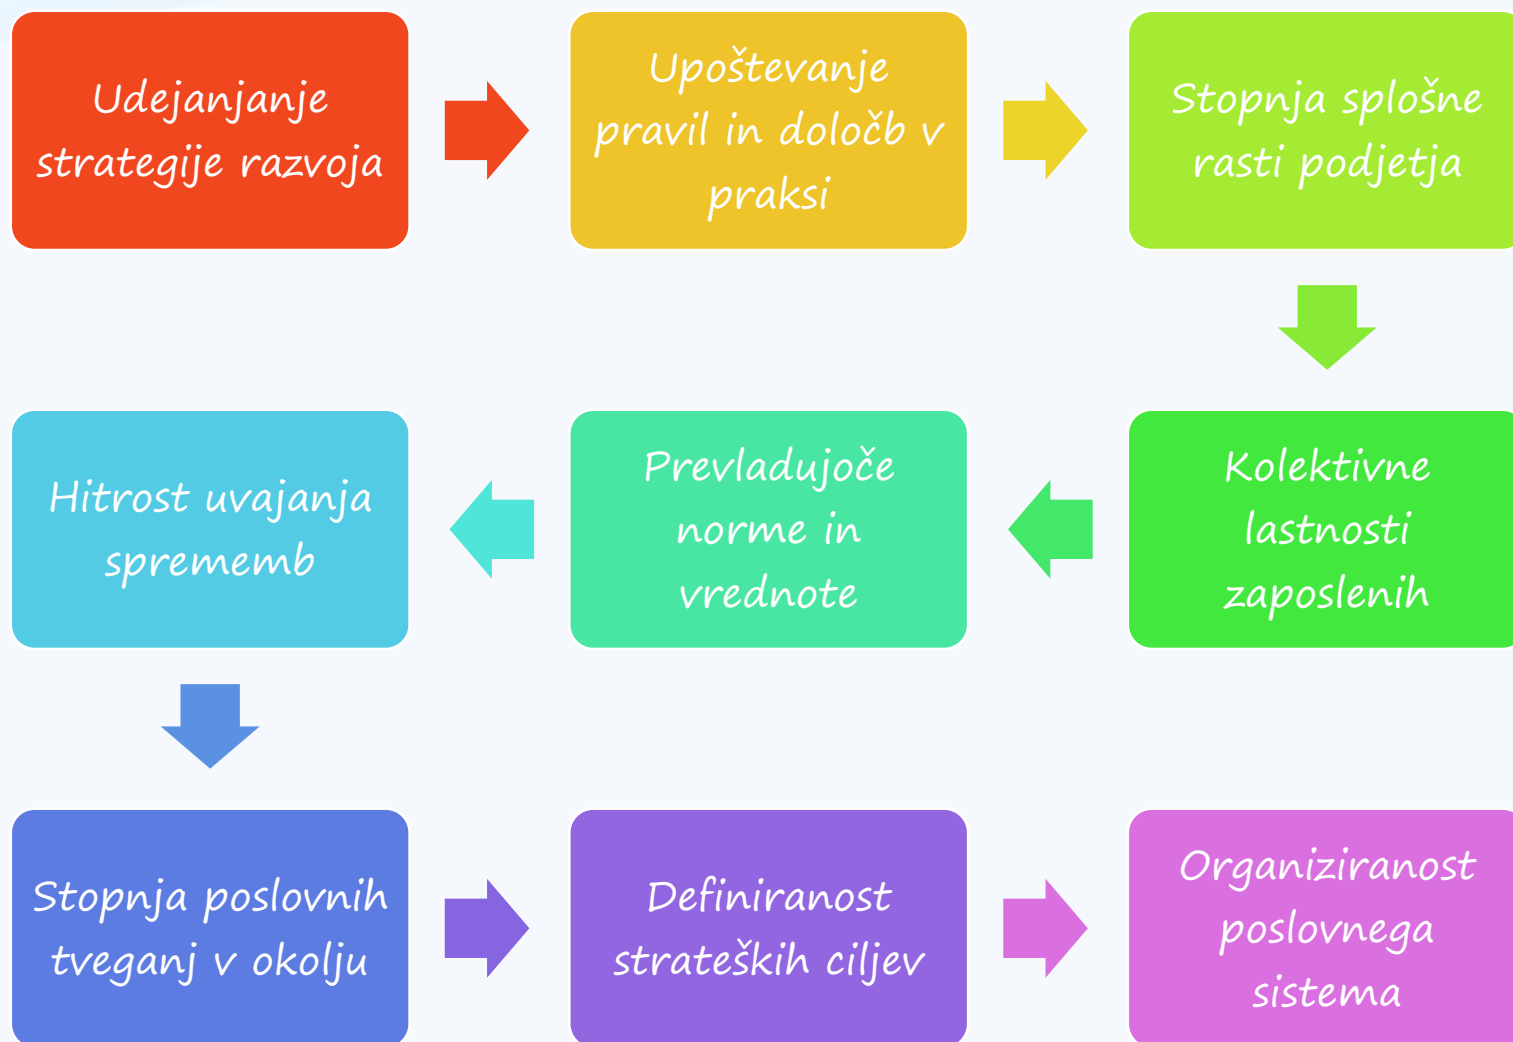 Udejanjanje
strategije razvoja
Upoštevanje
pravil in določb v
praksi
Stopnja splošne
rasti podjetja
Kolektivne
lastnosti
zaposlenih
Prevladujoče
norme in
vrednote
Hitrost uvajanja
sprememb
Stopnja poslovnih
tveganj v okolju
Definiranost
strateških ciljev
Organiziranost
poslovnega
sistema